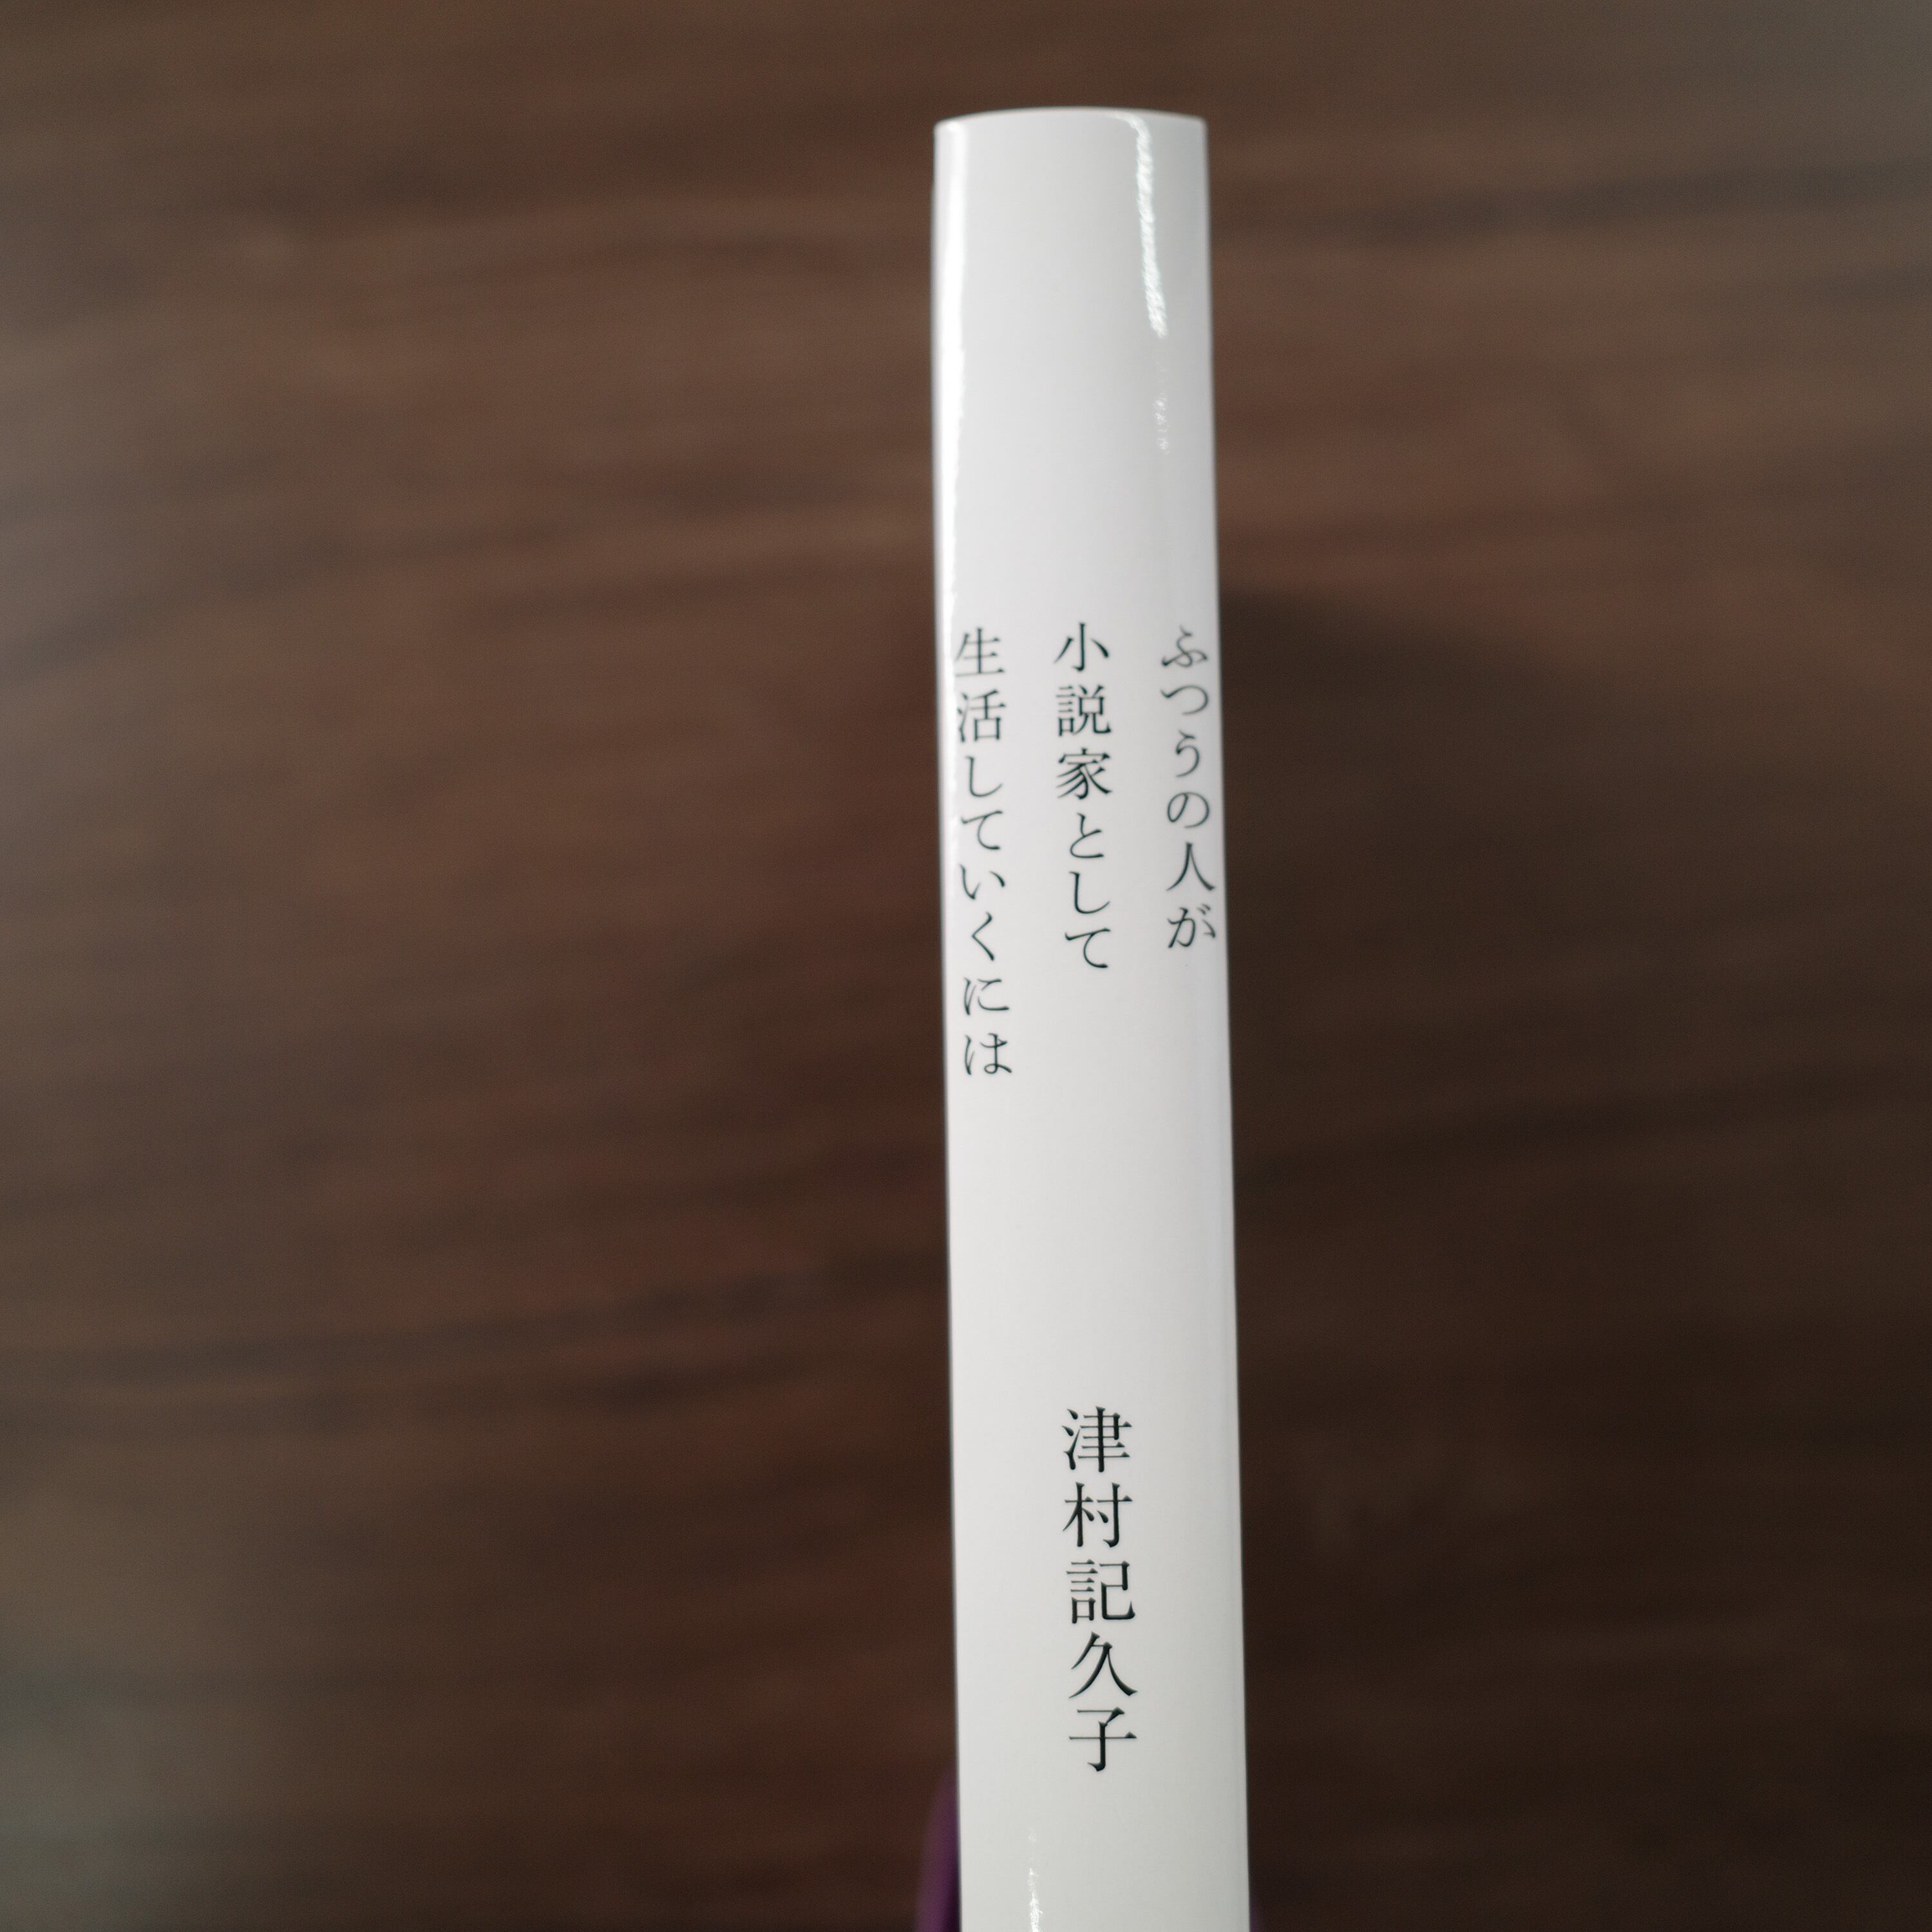 ふつうの人が
小説家として
生活していくには
津村記久子